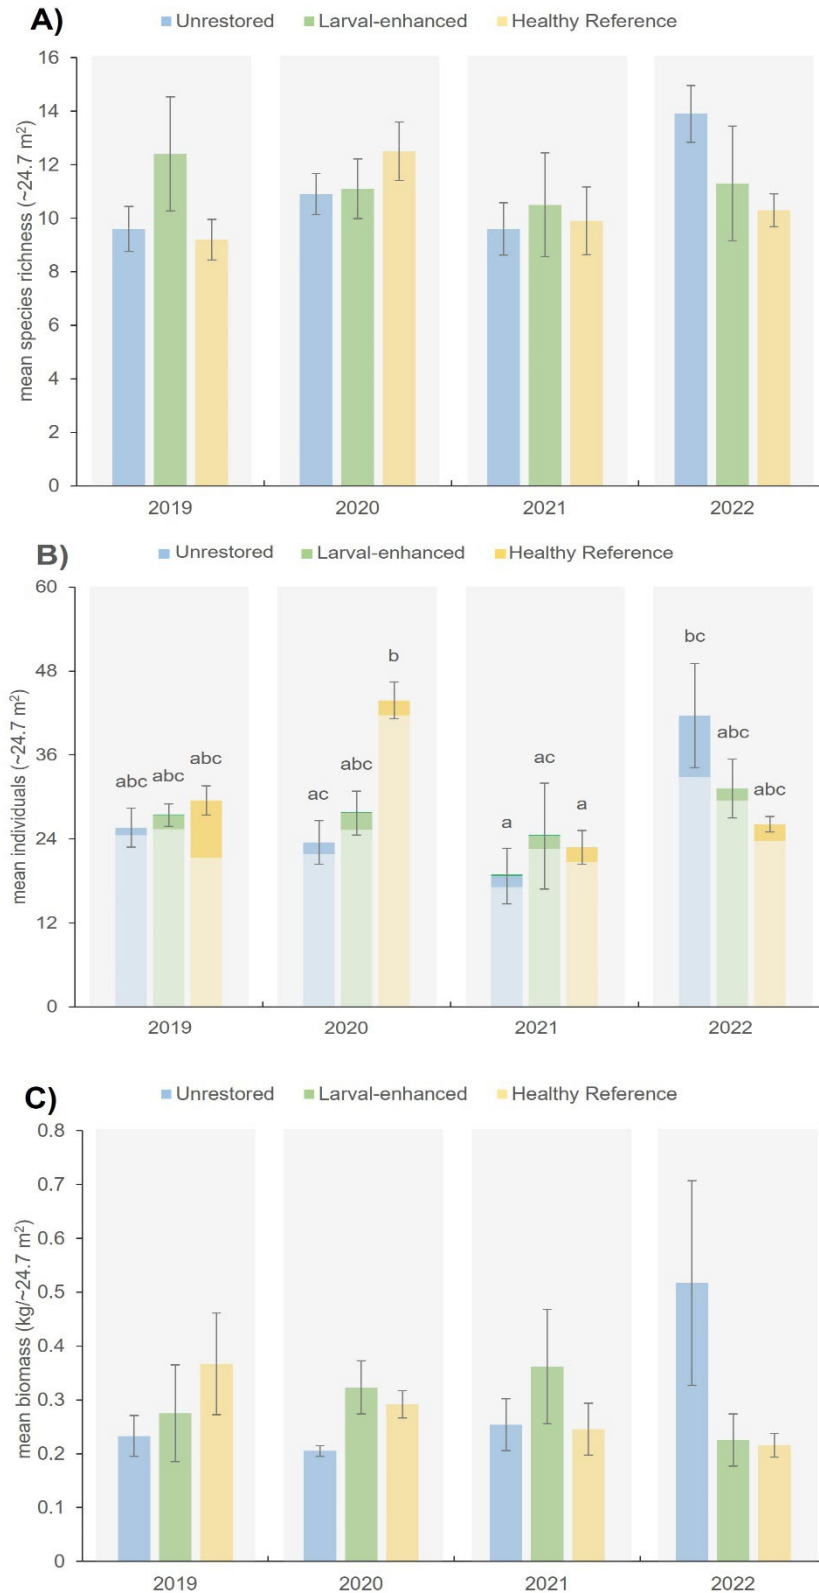 A)
Unrestored Larval-enhanced Healthy Reference
mean species richness (~24.7 m²)
16
14
12
10
8
6
4
2
0
2019 2020 2021 2022
B)
Unrestored Larval-enhanced Healthy Reference
mean individuals (~24.7 m²)
60
48
36
24
12
0
abc abc abc
ac abc b
a ac a
bc abc abc
2019 2020 2021 2022
C)
Unrestored Larval-enhanced Healthy Reference
mean biomass (kg/~24.7 m²)
0.8
0.7
0.6
0.5
0.4
0.3
0.2
0.1
0
2019 2020 2021 2022